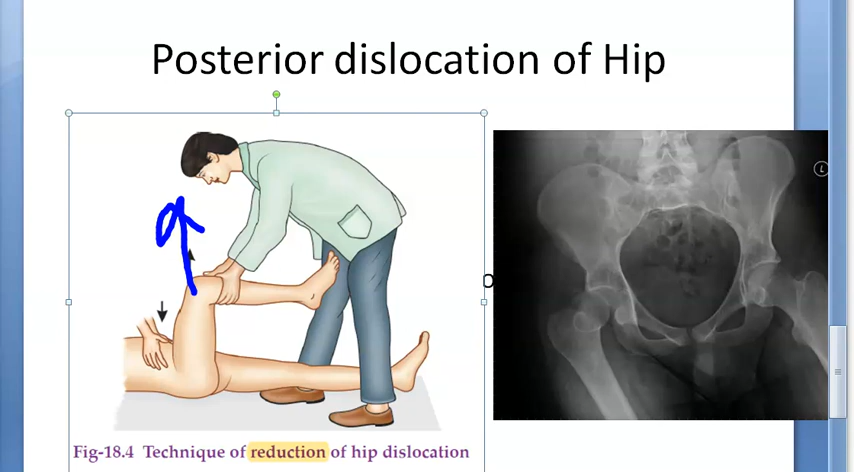 Posterior dislocation of Hip
L
Fig-18.4 Technique of reduction of hip dislocation